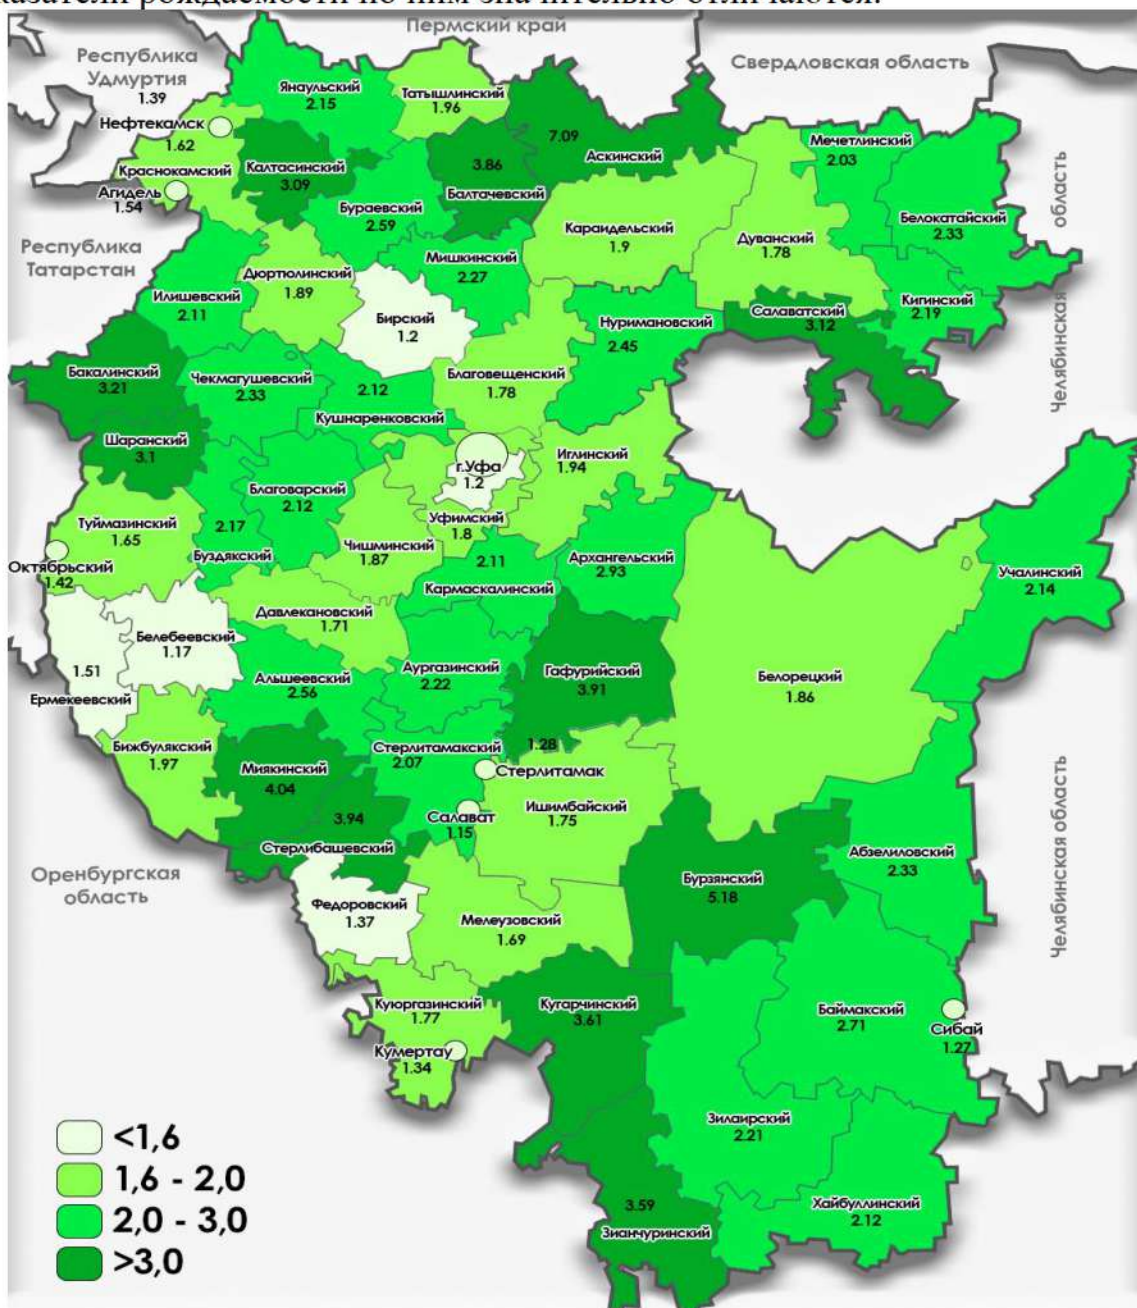 казатели рождаемости по ним значительно отличаются.
Пермский край
Республика
Удмуртия
1.39
Свердловская область
Янаульский
2.15
Татышлинский
1.96
Нефтекамск
1.62
7.09
Аскинский
Мечетлинский
2.03
Краснокамский
Калтасинский
3.09
3.86
Балтачевский
Агидель
1.54
Бураевский
2.59
Караидельский
1.9
Дуванский
1.78
Белокатайский
2.33
Челябинская область
Республика
Татарстан
Мишкинский
2.27
Дюртюлинский
1.89
Илишевский
2.11
Бирский
1.2
Нуримановский
2.45
Салаватский
3.12
Кигинский
2.19
Бакалинский
3.21
Чекмагушевский
2.33
2.12
Кушнаренковский
Благовещенский
1.78
Шаранский
3.1
г.Уфа
1.2
Иглинский
1.94
Благоварский
2.12
Туймазинский
1.65
2.17
Буздякский
Уфимский
1.8
Чишминский
1.87
Октябрьский
1.42
2.11
Кармаскалинский
Архангельский
2.93
Учалинский
2.14
Давлекановский
1.71
Белебеевский
1.17
1.51
Ермекеевский
Альшеевский
2.56
Аургазинский
2.22
Гафурийский
3.91
Белорецкий
1.86
Бижбулякский
1.97
Миякинский
4.04
Стерлитамакский
2.07
1.28
Стерлитамак
Ишимбайский
1.75
Салават
1.15
3.94
Стерлибашевский
Челябинская область
Оренбургская
область
Абзелиловский
2.33
Бурзянский
5.18
Федоровский
1.37
Мелеузовский
1.69
Куюргазинский
1.77
Кугарчинский
3.61
Баймакский
2.71
Сибай
1.27
Кумертау
1.34
Зилаирский
2.21
3.59
Зианчуринский
Хайбуллинский
2.12
<1,6
1,6 - 2,0
2,0 - 3,0
>3,0